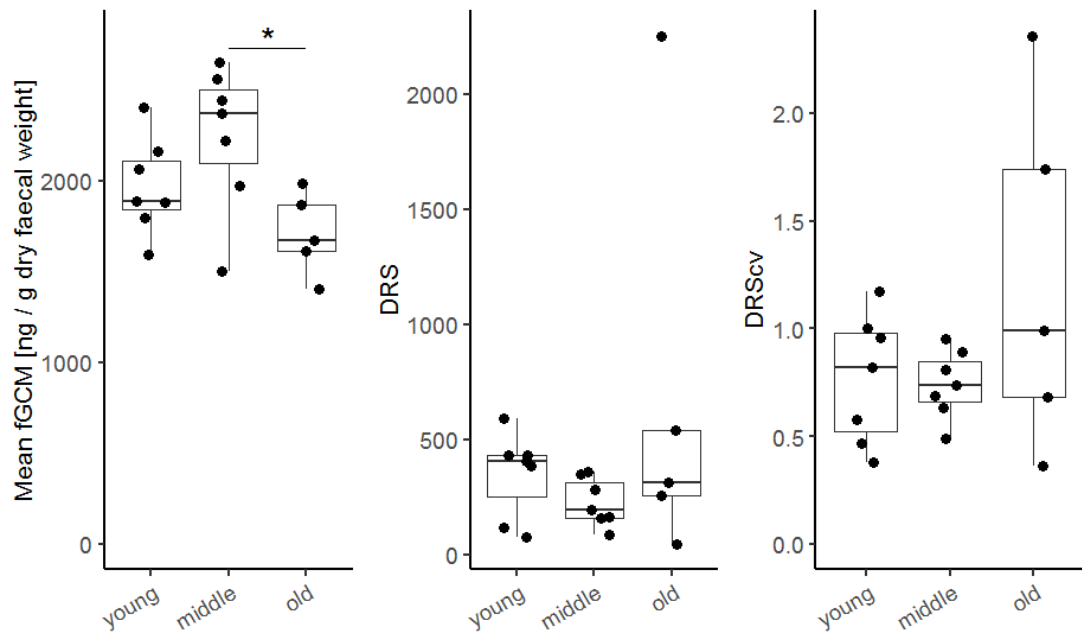 Mean fGCM [ng / g dry faecal weight]
2000
1000
0
*
young
middle
old
DRS
2000
1500
1000
500
0
young
middle
old
DRScv
2.0
1.5
1.0
0.5
0.0
young
middle
old